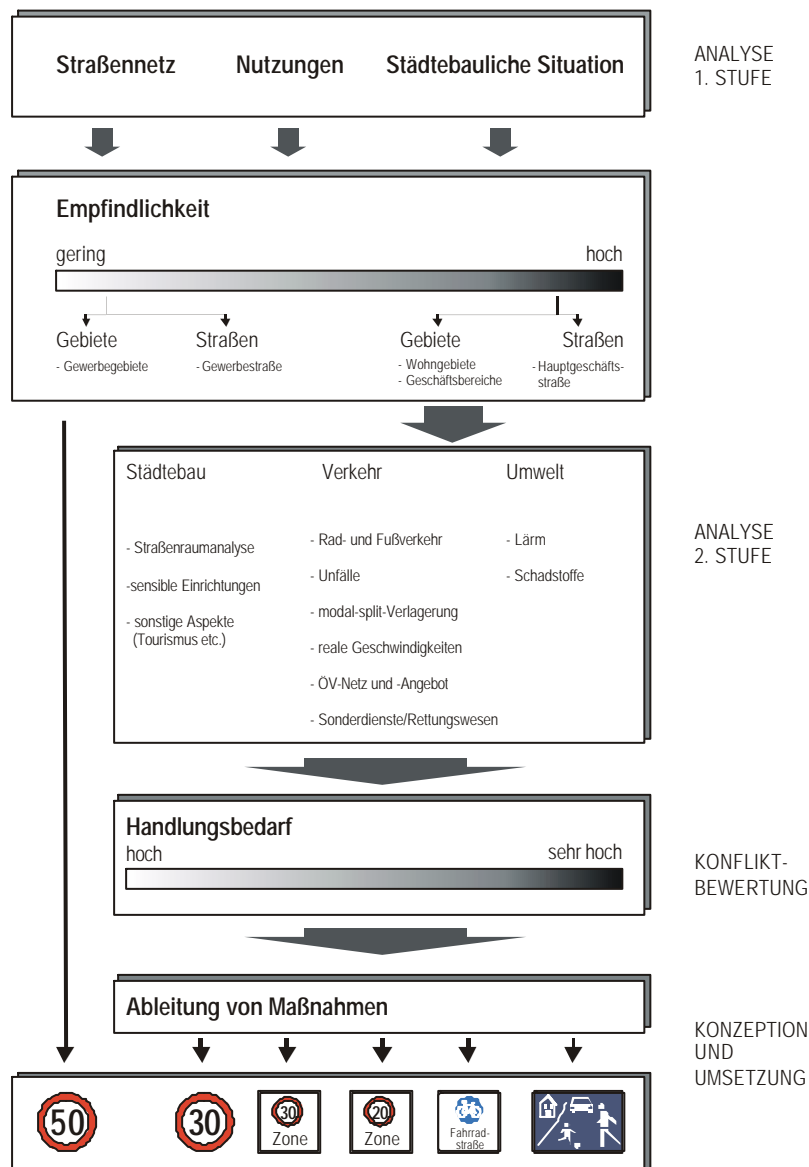 Straßennetz Nutzungen Städtebauliche Situation
ANALYSE
1. STUFE
Empfindlichkeit
gering hoch
Gebiete Straßen Gebiete Straßen
- Gewerbegebiete - Gewerbestraße - Wohngebiete - Hauptgeschäfts-
- Geschäftsbereiche straße
Städtebau Verkehr Umwelt
- Straßenraumanalyse
-sensible Einrichtungen
- sonstige Aspekte
(Tourismus etc.)
- Rad- und Fußverkehr
- Unfälle
- modal-split-Verlagerung
- reale Geschwindigkeiten
- ÖV-Netz und -Angebot
- Sonderdienste/Rettungswesen
- Lärm
- Schadstoffe
ANALYSE
2. STUFE
Handlungsbedarf
hoch sehr hoch
KONFLIKT-
BEWERTUNG
Ableitung von Maßnahmen
KONZEPTION
UND
UMSETZUNG
50
30
30
Zone
20
Zone
Fahrrad-
straße